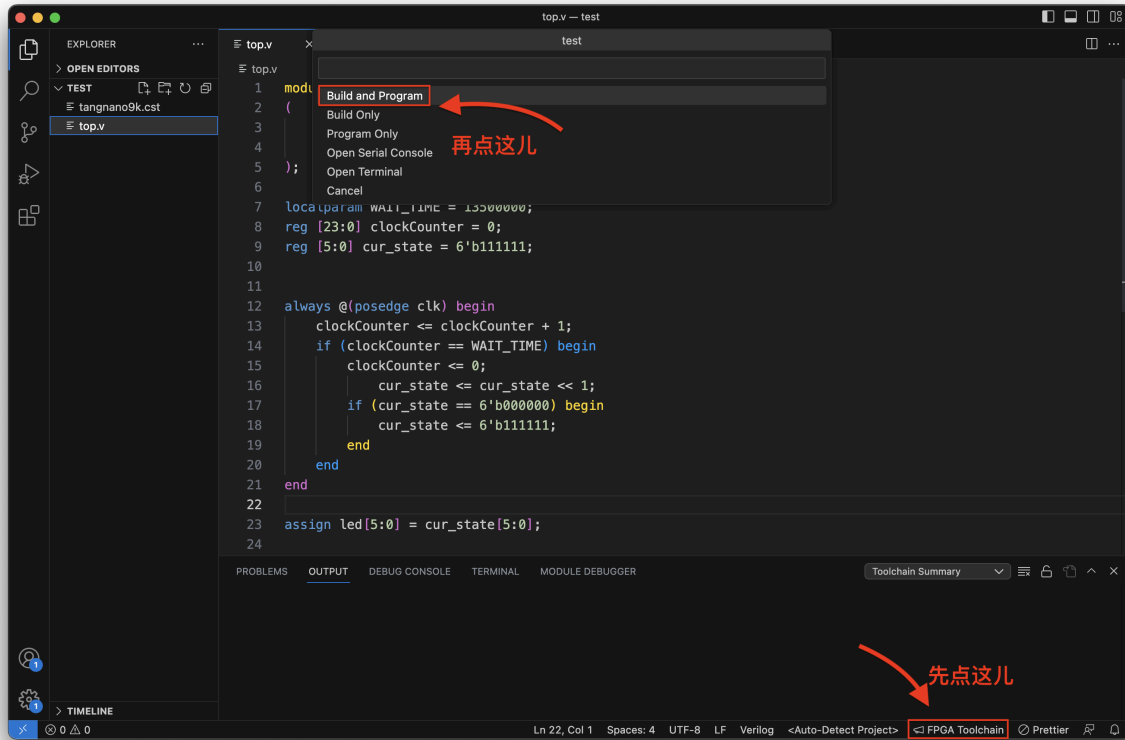 top.v — test
EXPLORER
OPEN EDITORS
TEST
tangnano9k.cst
top.v
TIMELINE
top.v
top.v
test
Build and Program
Build Only
Program Only
Open Serial Console
Open Terminal
Cancel
再点这儿
1 modu
2 (
3
4
5 );
6
7 localparam WAIT_TIME = 13500000;
8 reg [23:0] clockCounter = 0;
9 reg [5:0] cur_state = 6'b111111;
10
11
12 always @(posedge clk) begin
13 clockCounter <= clockCounter + 1;
14 if (clockCounter == WAIT_TIME) begin
15 clockCounter <= 0;
16 cur_state <= cur_state << 1;
17 if (cur_state == 6'b000000) begin
18 cur_state <= 6'b111111;
19 end
20 end
21 end
22
23 assign led[5:0] = cur_state[5:0];
24
PROBLEMS OUTPUT DEBUG CONSOLE TERMINAL MODULE DEBUGGER
Toolchain Summary
先点这儿
1
1
0 0 Ln 22, Col 1 Spaces: 4 UTF-8 LF Verilog <Auto-Detect Project> FPGA Toolchain Prettier